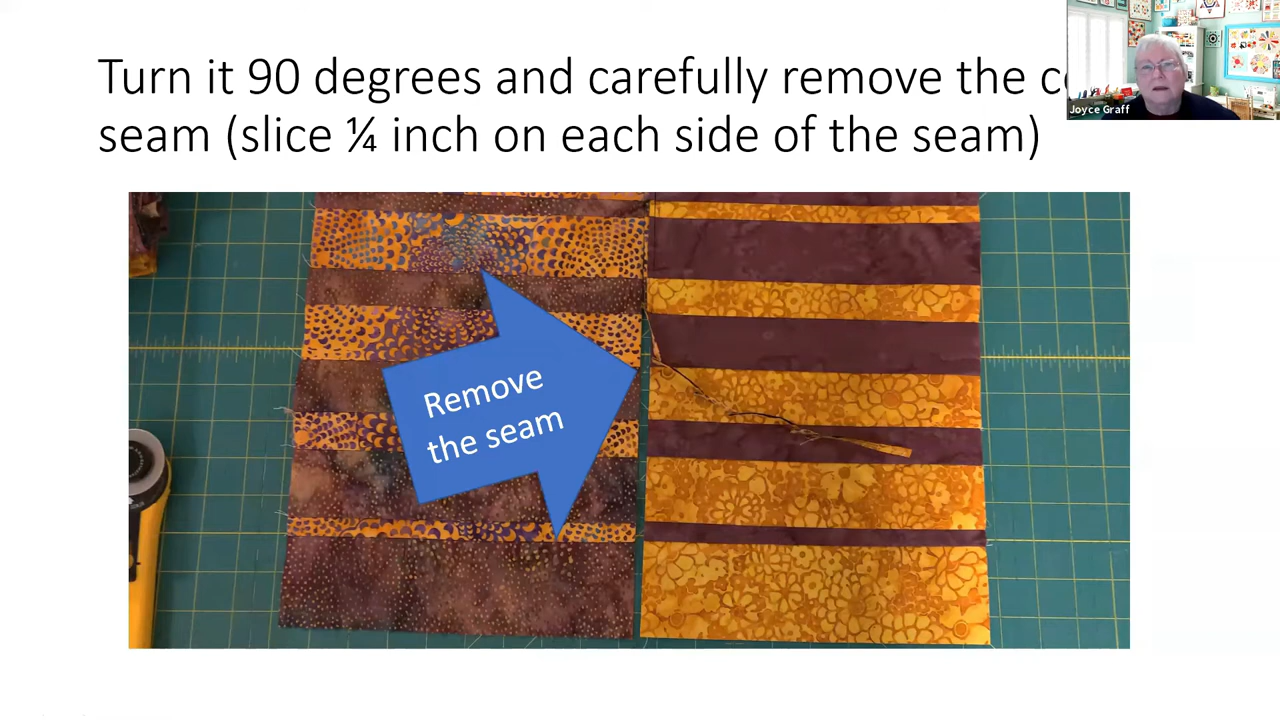 Turn it 90 degrees and carefully remove the
seam (slice ¼ inch on each side of the seam)
Joyce Graff
Remove
the seam